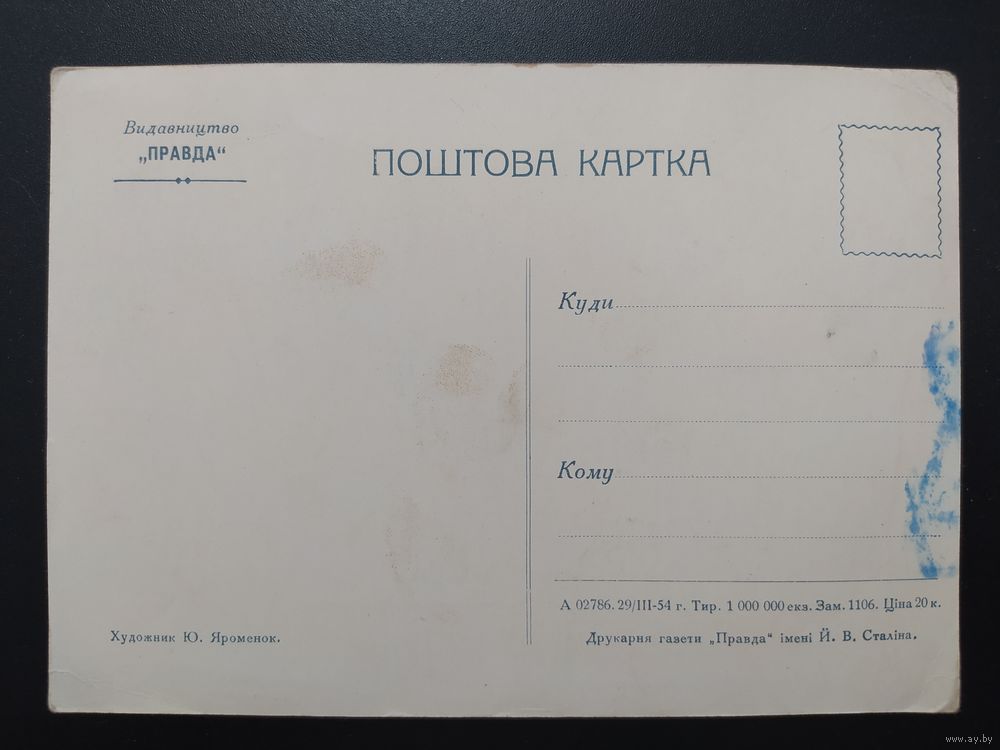 Видавництво
„ПРАВДА“
ПОШТОВА КАРТКА
Куди
Кому
А 02786. 29/III-54 г. Тир. 1 000 000 екз. Зам. 1106. Ціна 20 к.
Художник Ю. Яроменок.
Друкарня газети „Правда“ імені Й. В. Сталіна.
www.ay.by